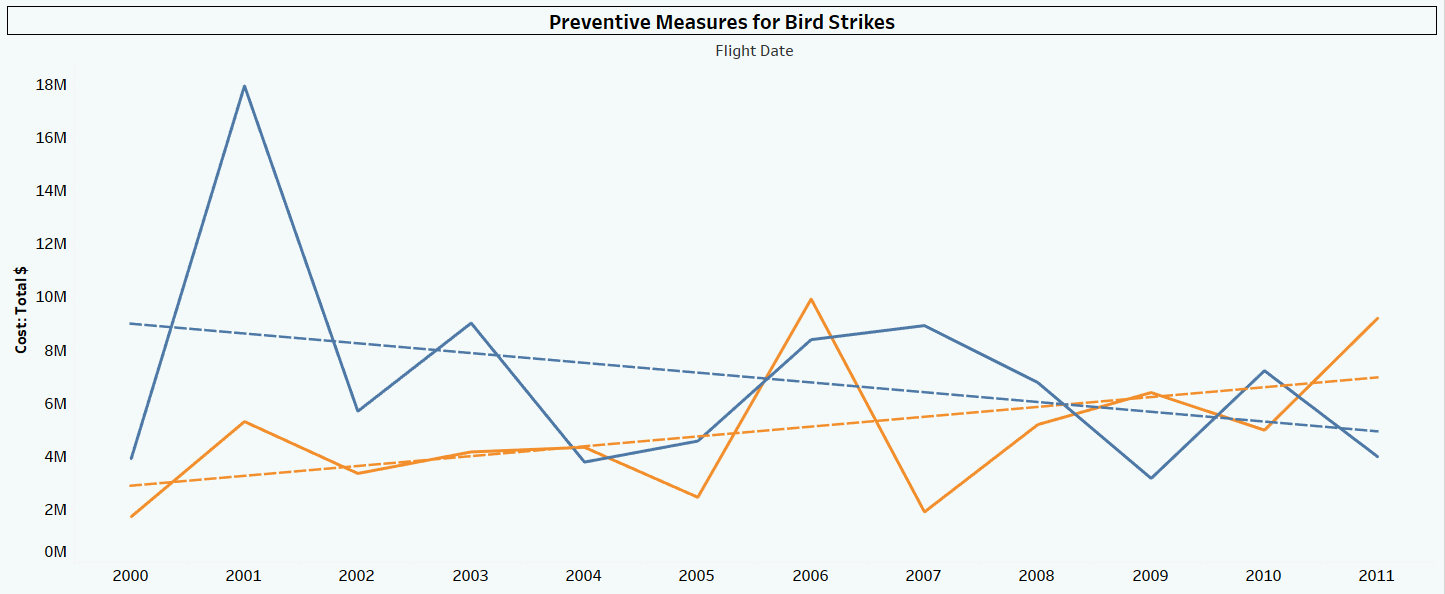 Preventive Measures for Bird Strikes
Flight Date
18M
16M
14M
12M
10M
8M
6M
4M
2M
0M
Cost: Total $
2000 2001 2002 2003 2004 2005 2006 2007 2008 2009 2010 2011